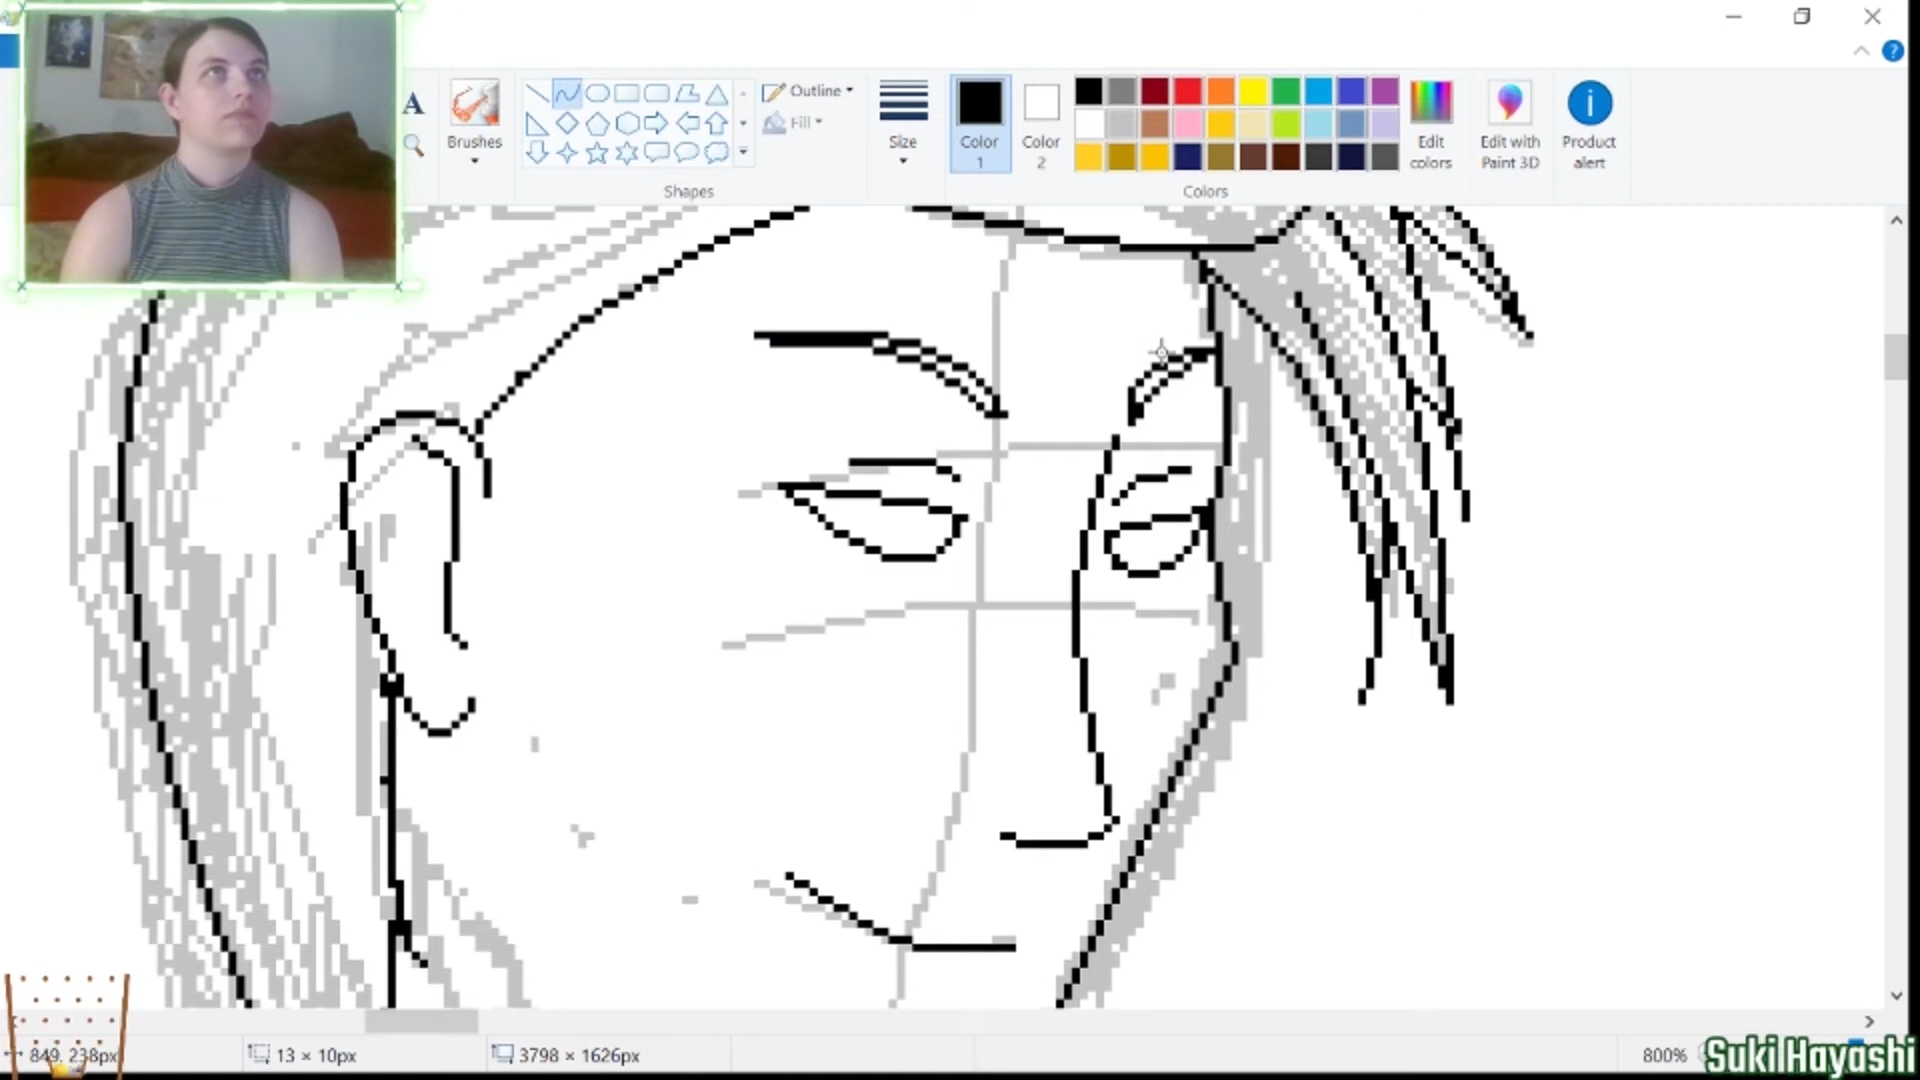 A
Brushes
Outline
Fill
Shapes
Size
Color 1
Color 2
Edit colors
Edit with Paint 3D
Product alert
Colors
849, 238px
13 × 10px
3798 × 1626px
800%
Suki Hayashi